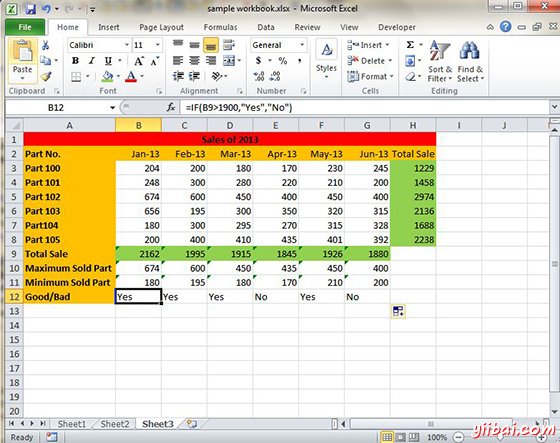 sample workbook.xlsx - Microsoft Excel
File Home Insert Page Layout Formulas Data Review View
Paste
Calibri 11
B I U
Alignment
General
$ % ,
Styles
Insert
Delete
Format
Sort & Filter
Find & Select
Clipboard Font Number Cells Editing
B12 fx =IF(B9>1900,"Yes","No")
A B C D E F G H I J
1 Sales of 2013
2 Part No. Jan-13 Feb-13 Mar-13 Apr-13 May-13 Jun-13 Total Sale
3 Part 100 204 200 180 170 230 245 1229
4 Part 101 248 300 280 220 210 200 1458
5 Part 102 674 600 450 400 450 400 2974
6 Part 103 656 195 300 350 320 315 2136
7 Part104 180 300 295 270 315 328 1688
8 Part 105 200 400 410 435 401 392 2238
9 Total Sale 2162 1995 1915 1845 1926 1880
10 Maximum Sold Part 674 600 450 435 450 400
11 Minimum Sold Part 180 195 180 170 210 200
12 Good/Bad Yes Yes Yes No Yes No
13
14
15
16
17
18
19
20
Sheet1 Sheet2 Sheet3
Ready 100%
yiibai.com